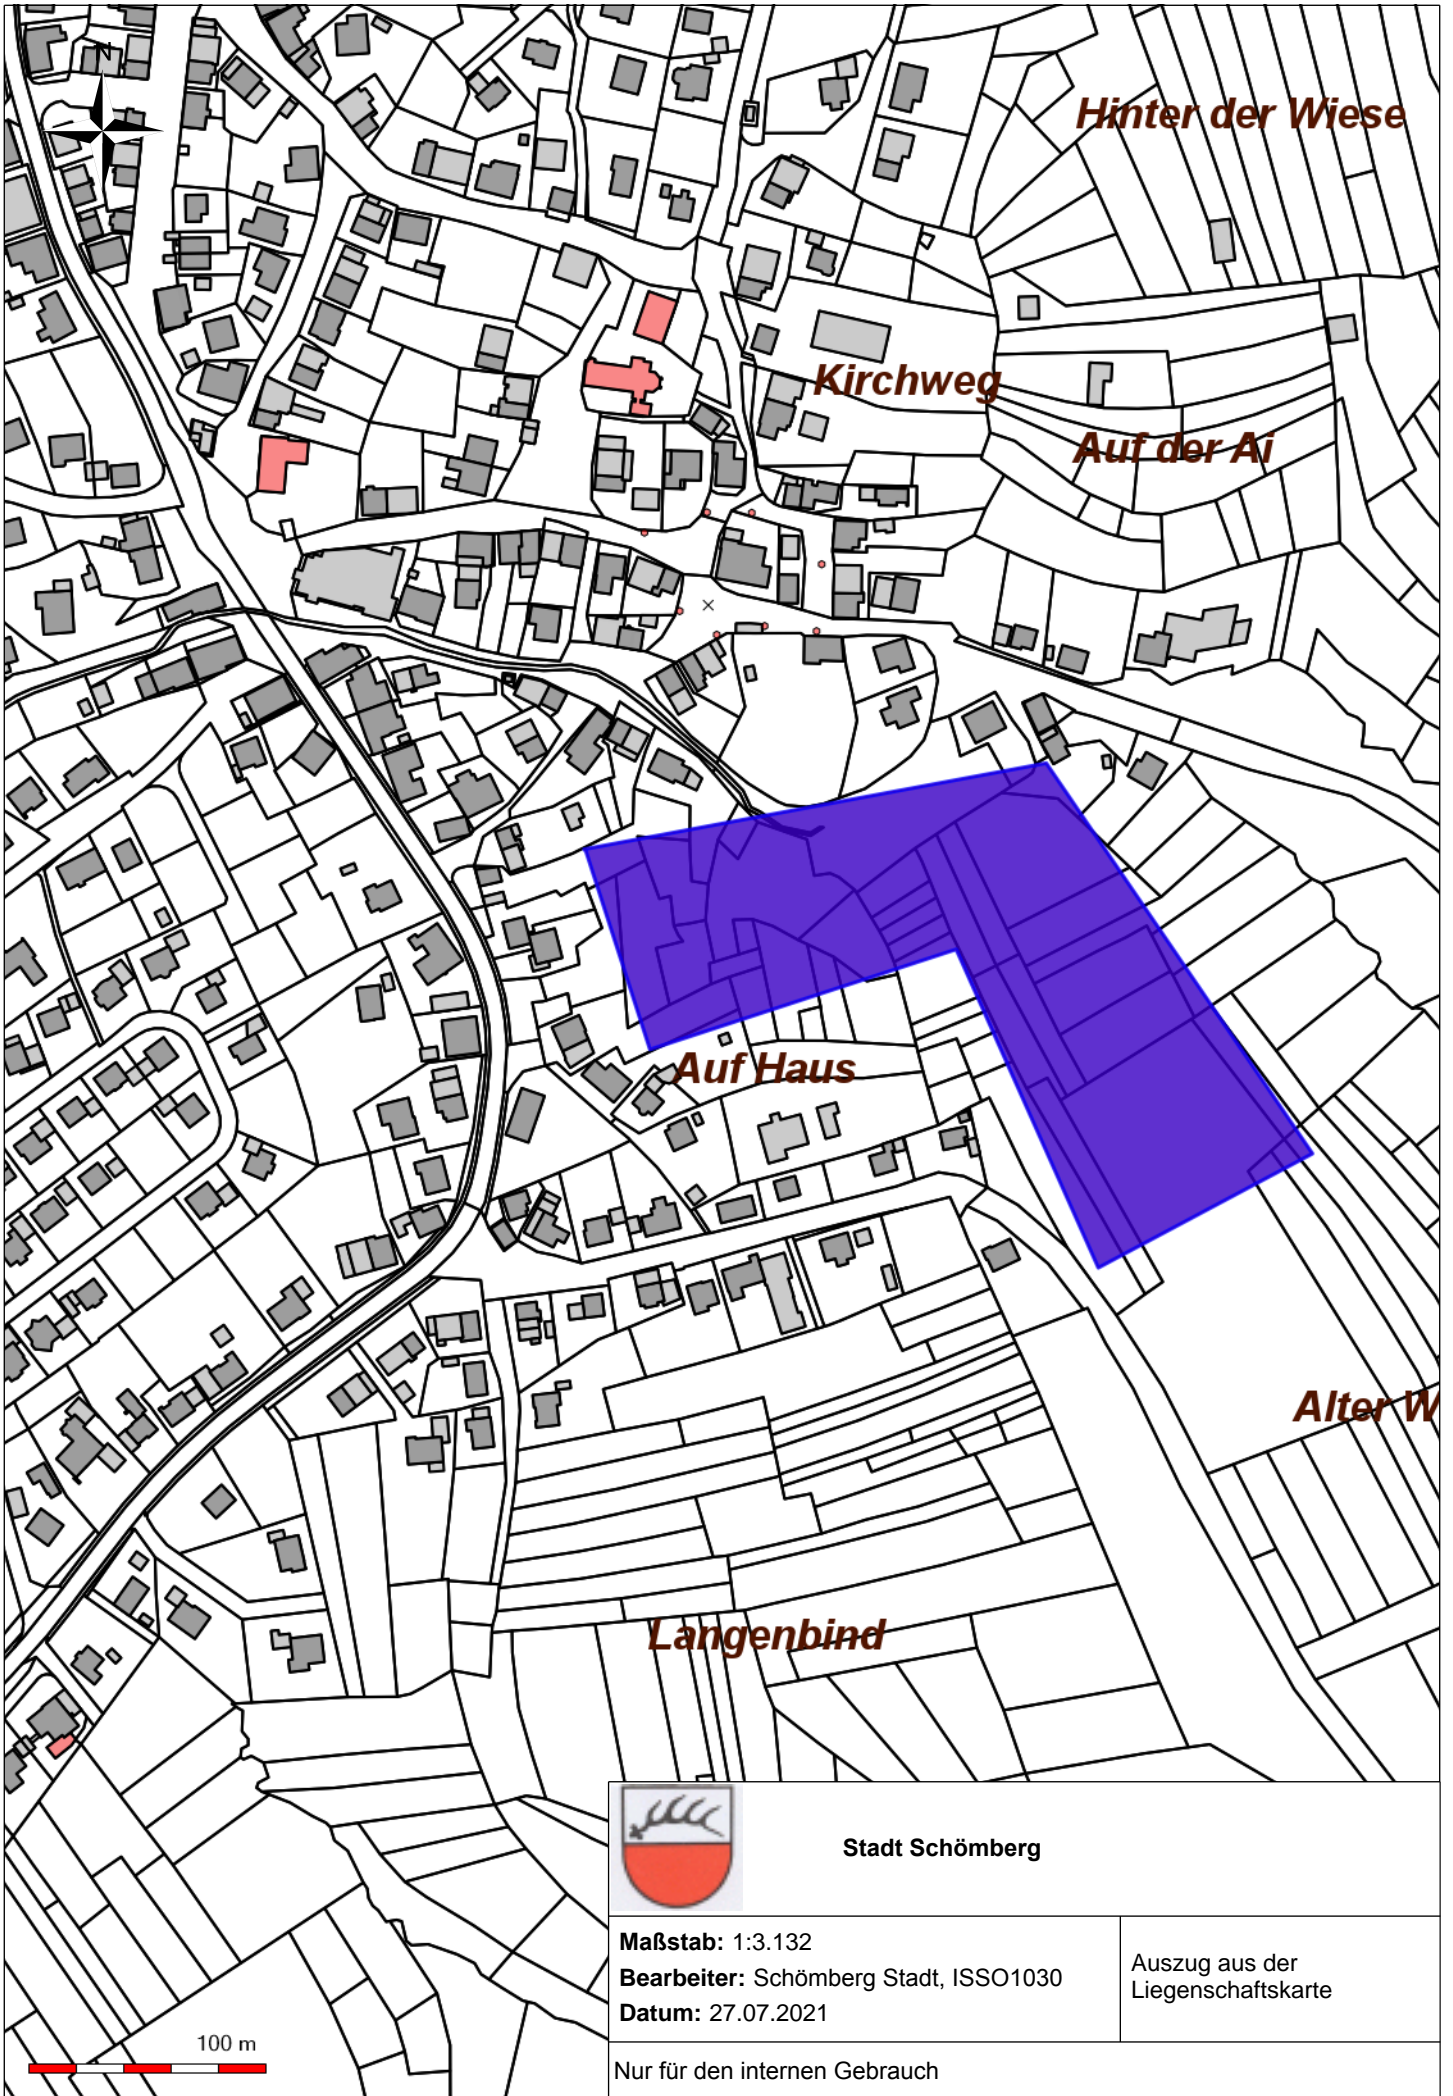 N
Hinter der Wiese
Kirchweg
Auf der Ai
Auf Haus
Alter W
Langenbind
Stadt Schömberg
Maßstab: 1:3.132
Bearbeiter: Schömberg Stadt, ISSO1030
Datum: 27.07.2021
Auszug aus der
Liegenschaftskarte
100 m
Nur für den internen Gebrauch